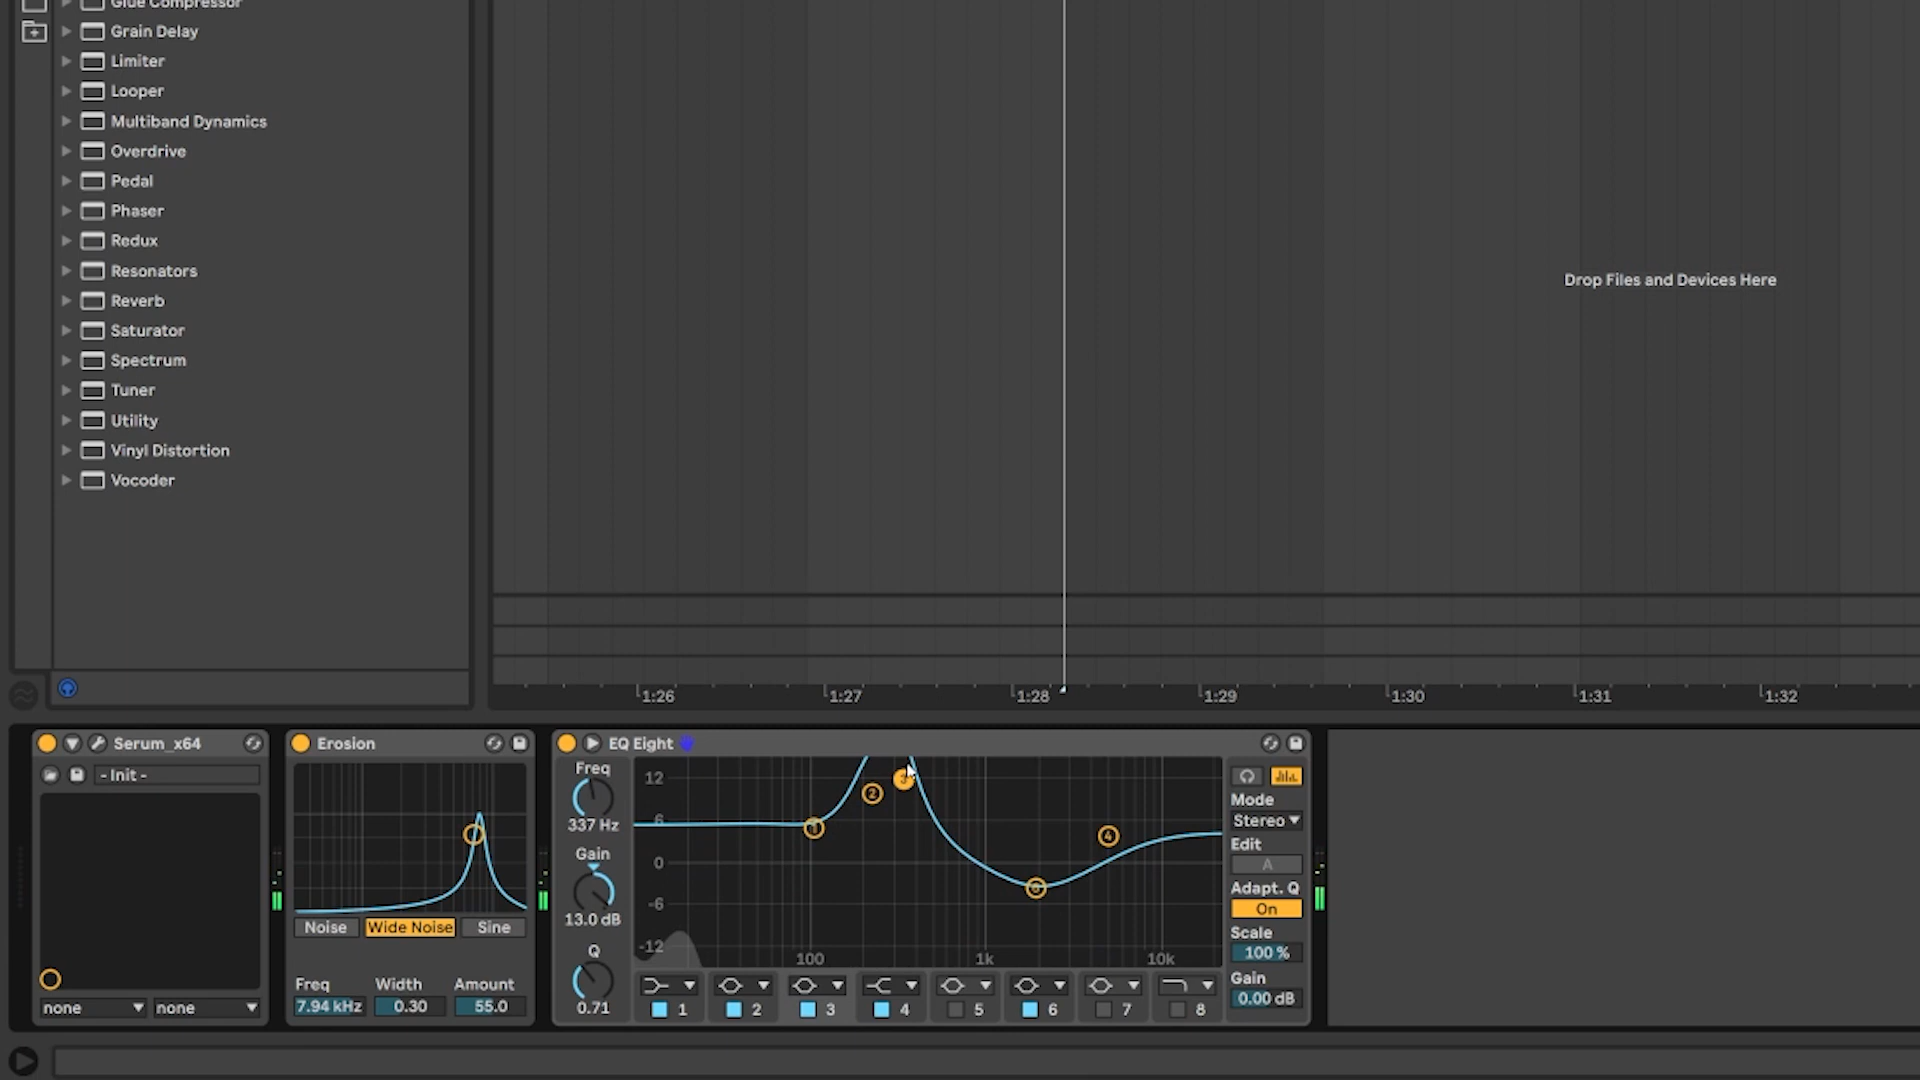 Glue Compressor
Grain Delay
Limiter
Looper
Multiband Dynamics
Overdrive
Pedal
Phaser
Redux
Resonators
Reverb
Saturator
Spectrum
Tuner
Utility
Vinyl Distortion
Vocoder
Drop Files and Devices Here
1:26 1:27 1:28 1:29 1:30 1:31 1:32
Serum_x64
- Init -
none none
Erosion
Noise Wide Noise Sine
Freq Width Amount
7.94 kHz 0.30 55.0
EQ Eight
Freq
337 Hz
Gain
13.0 dB
Q
0.71
12
6
0
-6
-12
100 1k 10k
1 2 3 4 6
1 2 3 4 5 6 7 8
Mode
Stereo
Edit
A
Adapt. Q
On
Scale
100 %
Gain
0.00 dB